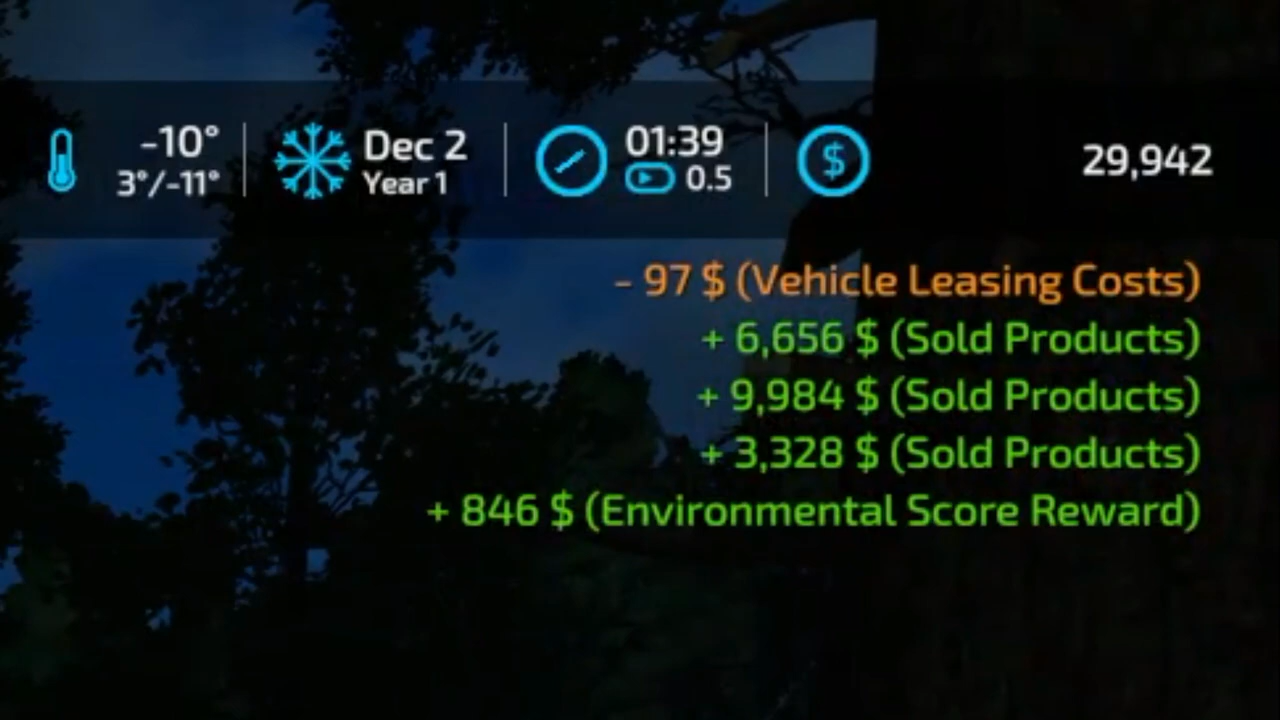 -10°
3°/-11°
Dec 2
Year 1
01:39
0.5
$
29,942
- 97 $ (Vehicle Leasing Costs)
+ 6,656 $ (Sold Products)
+ 9,984 $ (Sold Products)
+ 3,328 $ (Sold Products)
+ 846 $ (Environmental Score Reward)